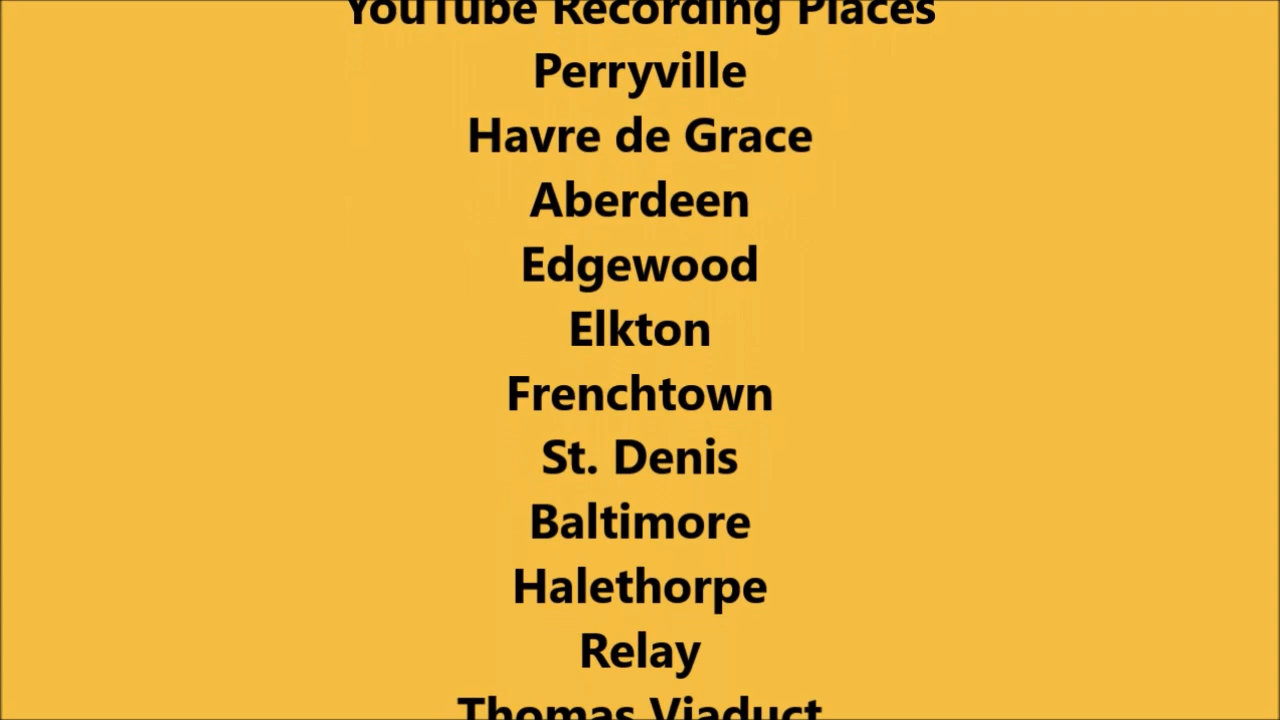 YouTube Recording Places
Perryville
Havre de Grace
Aberdeen
Edgewood
Elkton
Frenchtown
St. Denis
Baltimore
Halethorpe
Relay
Thomas Viaduct